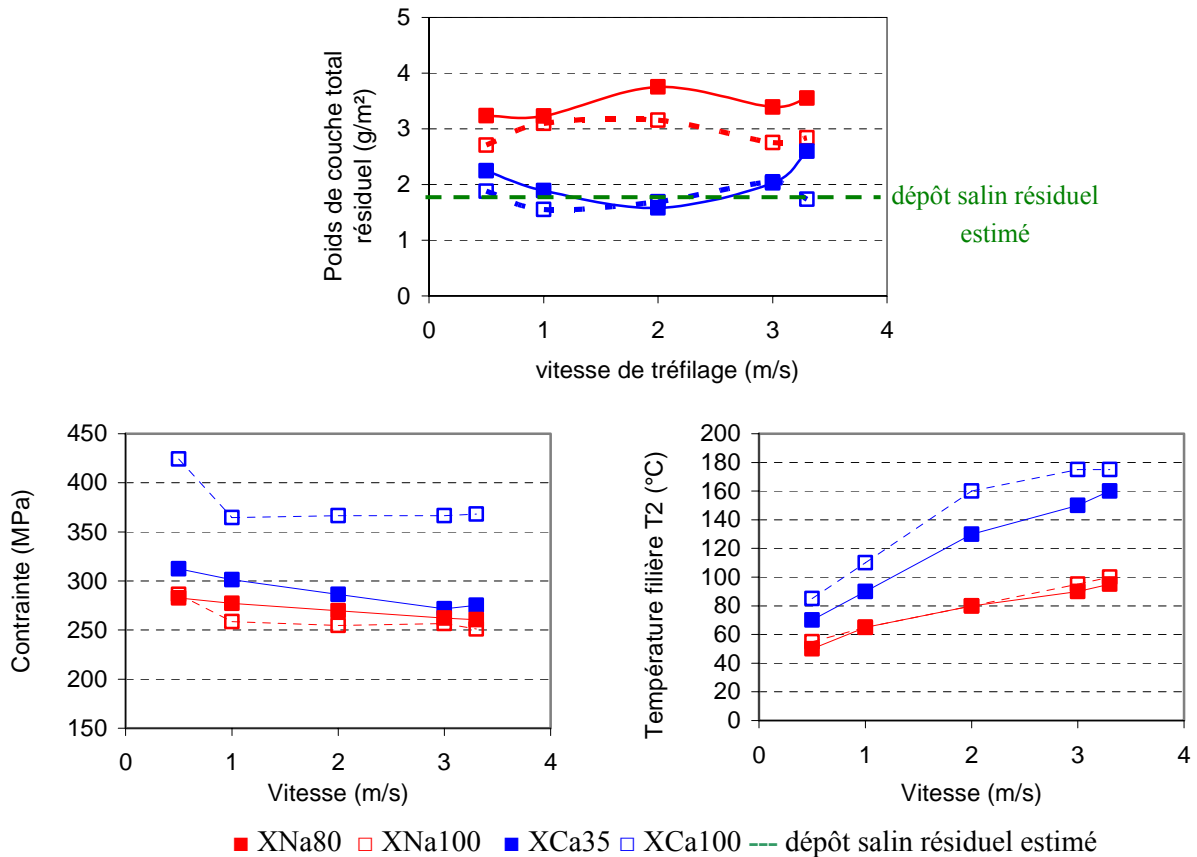 Poids de couche total
résiduel (g/m²)
5
4
3
2
1
0
0 1 2 3 4
vitesse de tréfilage (m/s)
dépôt salin résiduel
estimé
Contrainte (MPa)
450
400
350
300
250
200
150
0 1 2 3 4
Vitesse (m/s)
Température filière T2 (°C)
200
180
160
140
120
100
80
60
40
20
0
0 1 2 3 4
Vitesse (m/s)
XNa80 XNa100 XCa35 XCa100 dépôt salin résiduel estimé